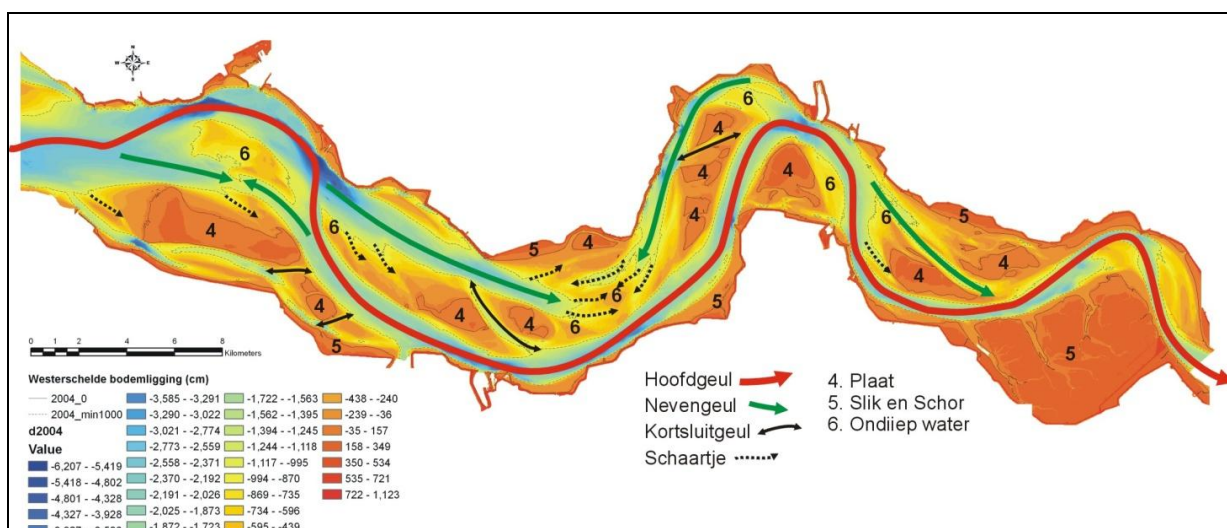 N
W E
S
6
4
6
4
4
5
6
4
4
5
4
6
6
4
4
4
6
4
5
4
6
6
5
4
4
5
0 0.5 1 2 4 6 8
Kilometers
Westerschelde bodemligging (cm)
2004_0
2004_min1000
d2004
Value
-6,207 - -5,419
-5,418 - -4,802
-4,801 - -4,328
-4,327 - -3,928
-3,585 - -3,291
-3,290 - -3,022
-3,021 - -2,774
-2,773 - -2,559
-2,558 - -2,371
-2,370 - -2,192
-2,191 - -2,026
-2,025 - -1,873
-1,872 - -1,723
-1,722 - -1,563
-1,562 - -1,395
-1,394 - -1,245
-1,244 - -1,118
-1,117 - -995
-994 - -870
-869 - -735
-734 - -596
-595 - -439
-438 - -240
-239 - -36
-35 - 157
158 - 349
350 - 534
535 - 721
722 - 1,123
Hoofdgeul
Nevengeul
Kortsluitgeul
Schaartje
4. Plaat
5. Slik en Schor
6. Ondiiep water